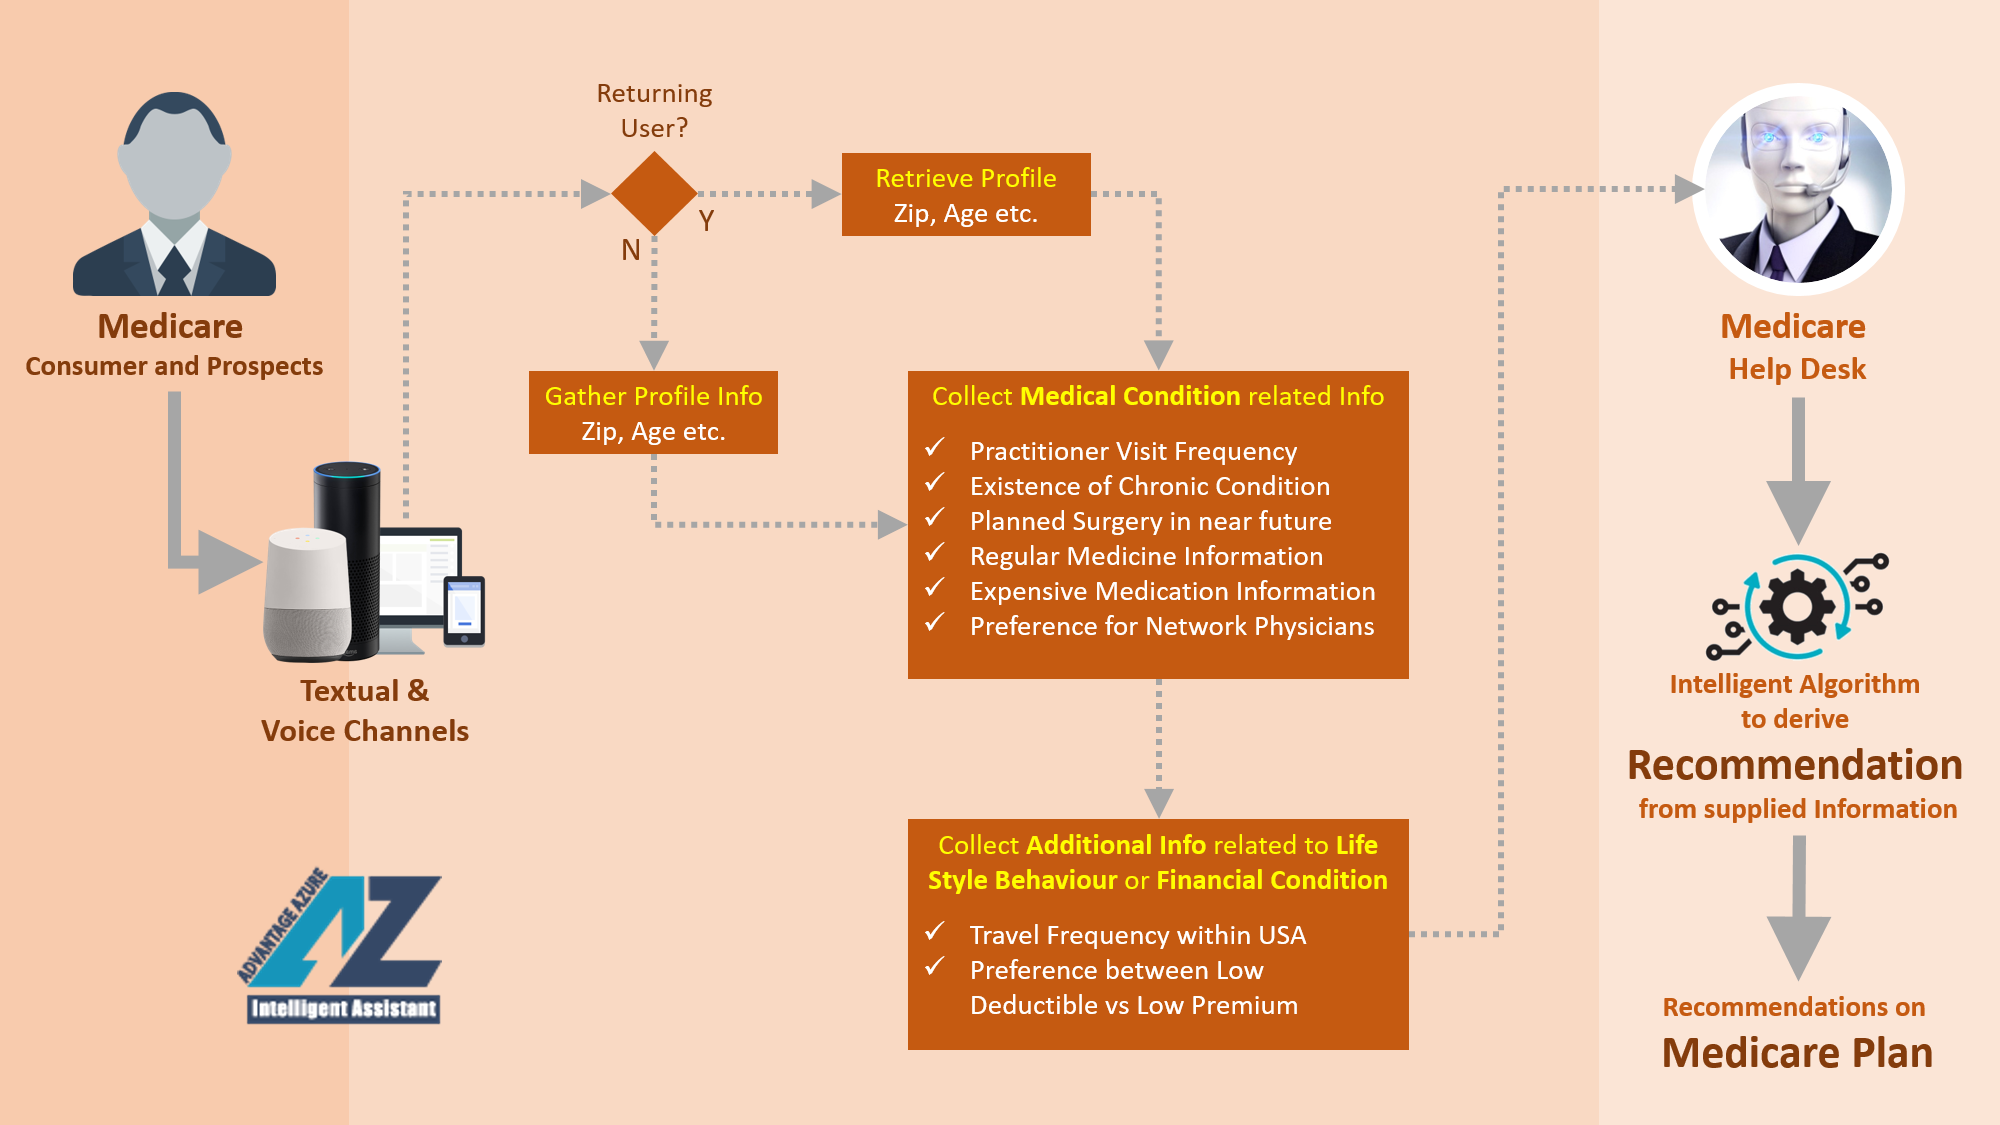 Medicare
Consumer and Prospects
Textual &
Voice Channels
ADVANTAGE AZURE
AZ
Intelligent Assistant
Returning
User?
Y
N
Retrieve Profile
Zip, Age etc.
Gather Profile Info
Zip, Age etc.
Collect Medical Condition related Info
✓ Practitioner Visit Frequency
✓ Existence of Chronic Condition
✓ Planned Surgery in near future
✓ Regular Medicine Information
✓ Expensive Medication Information
✓ Preference for Network Physicians
Collect Additional Info related to Life
Style Behaviour or Financial Condition
✓ Travel Frequency within USA
✓ Preference between Low
Deductible vs Low Premium
Medicare
Help Desk
Intelligent Algorithm
to derive
Recommendation
from supplied Information
Recommendations on
Medicare Plan